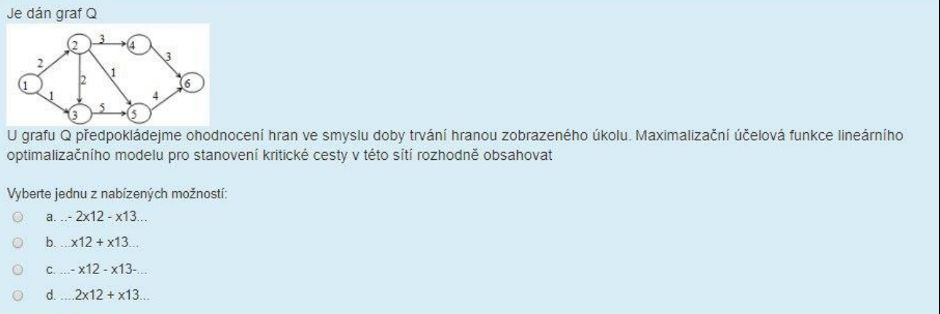 Je dán graf Q
2 3 4
2 3
1 2 1 6
1 4
3 5 5
U grafu Q předpokládejme ohodnocení hran ve smyslu doby trvání hranou zobrazeného úkolu. Maximalizační účelová funkce lineárního
optimalizačního modelu pro stanovení kritické cesty v této sítí rozhodně obsahovat
Vyberte jednu z nabízených možností:
a. ..- 2x12 - x13...
b. ...x12 + x13...
c. ...- x12 - x13-...
d. ....2x12 + x13...